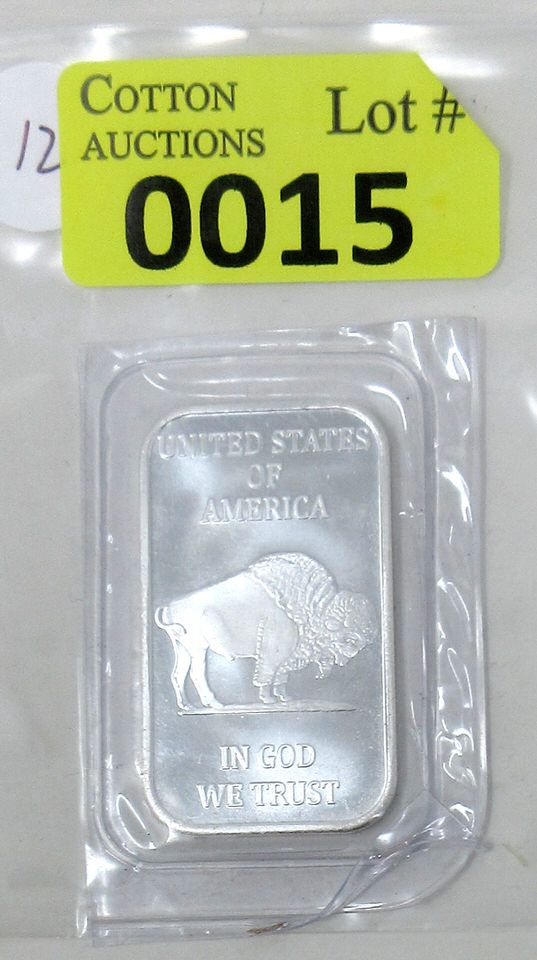 12
COTTON
AUCTIONS
Lot #
0015
UNITED STATES
OF
AMERICA
IN GOD
WE TRUST